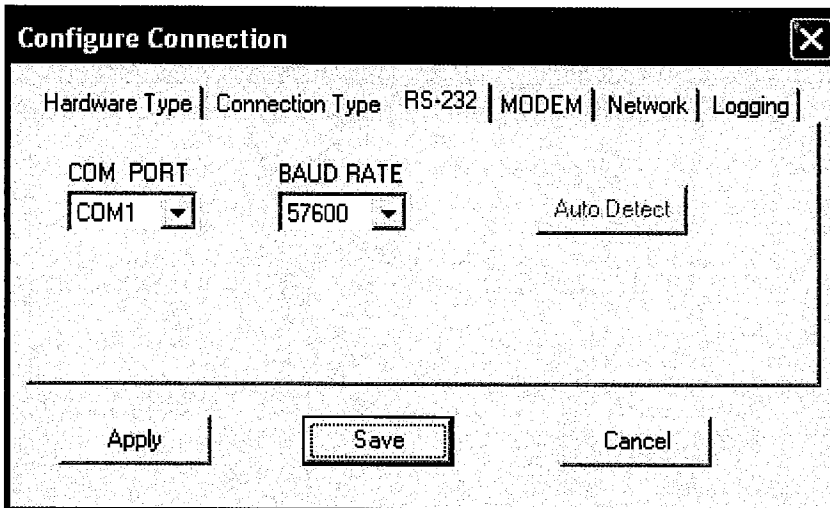 Configure Connection
Hardware Type Connection Type RS-232 MODEM Network Logging
COM PORT BAUD RATE
COM1 57600 Auto Detect
Apply Save Cancel